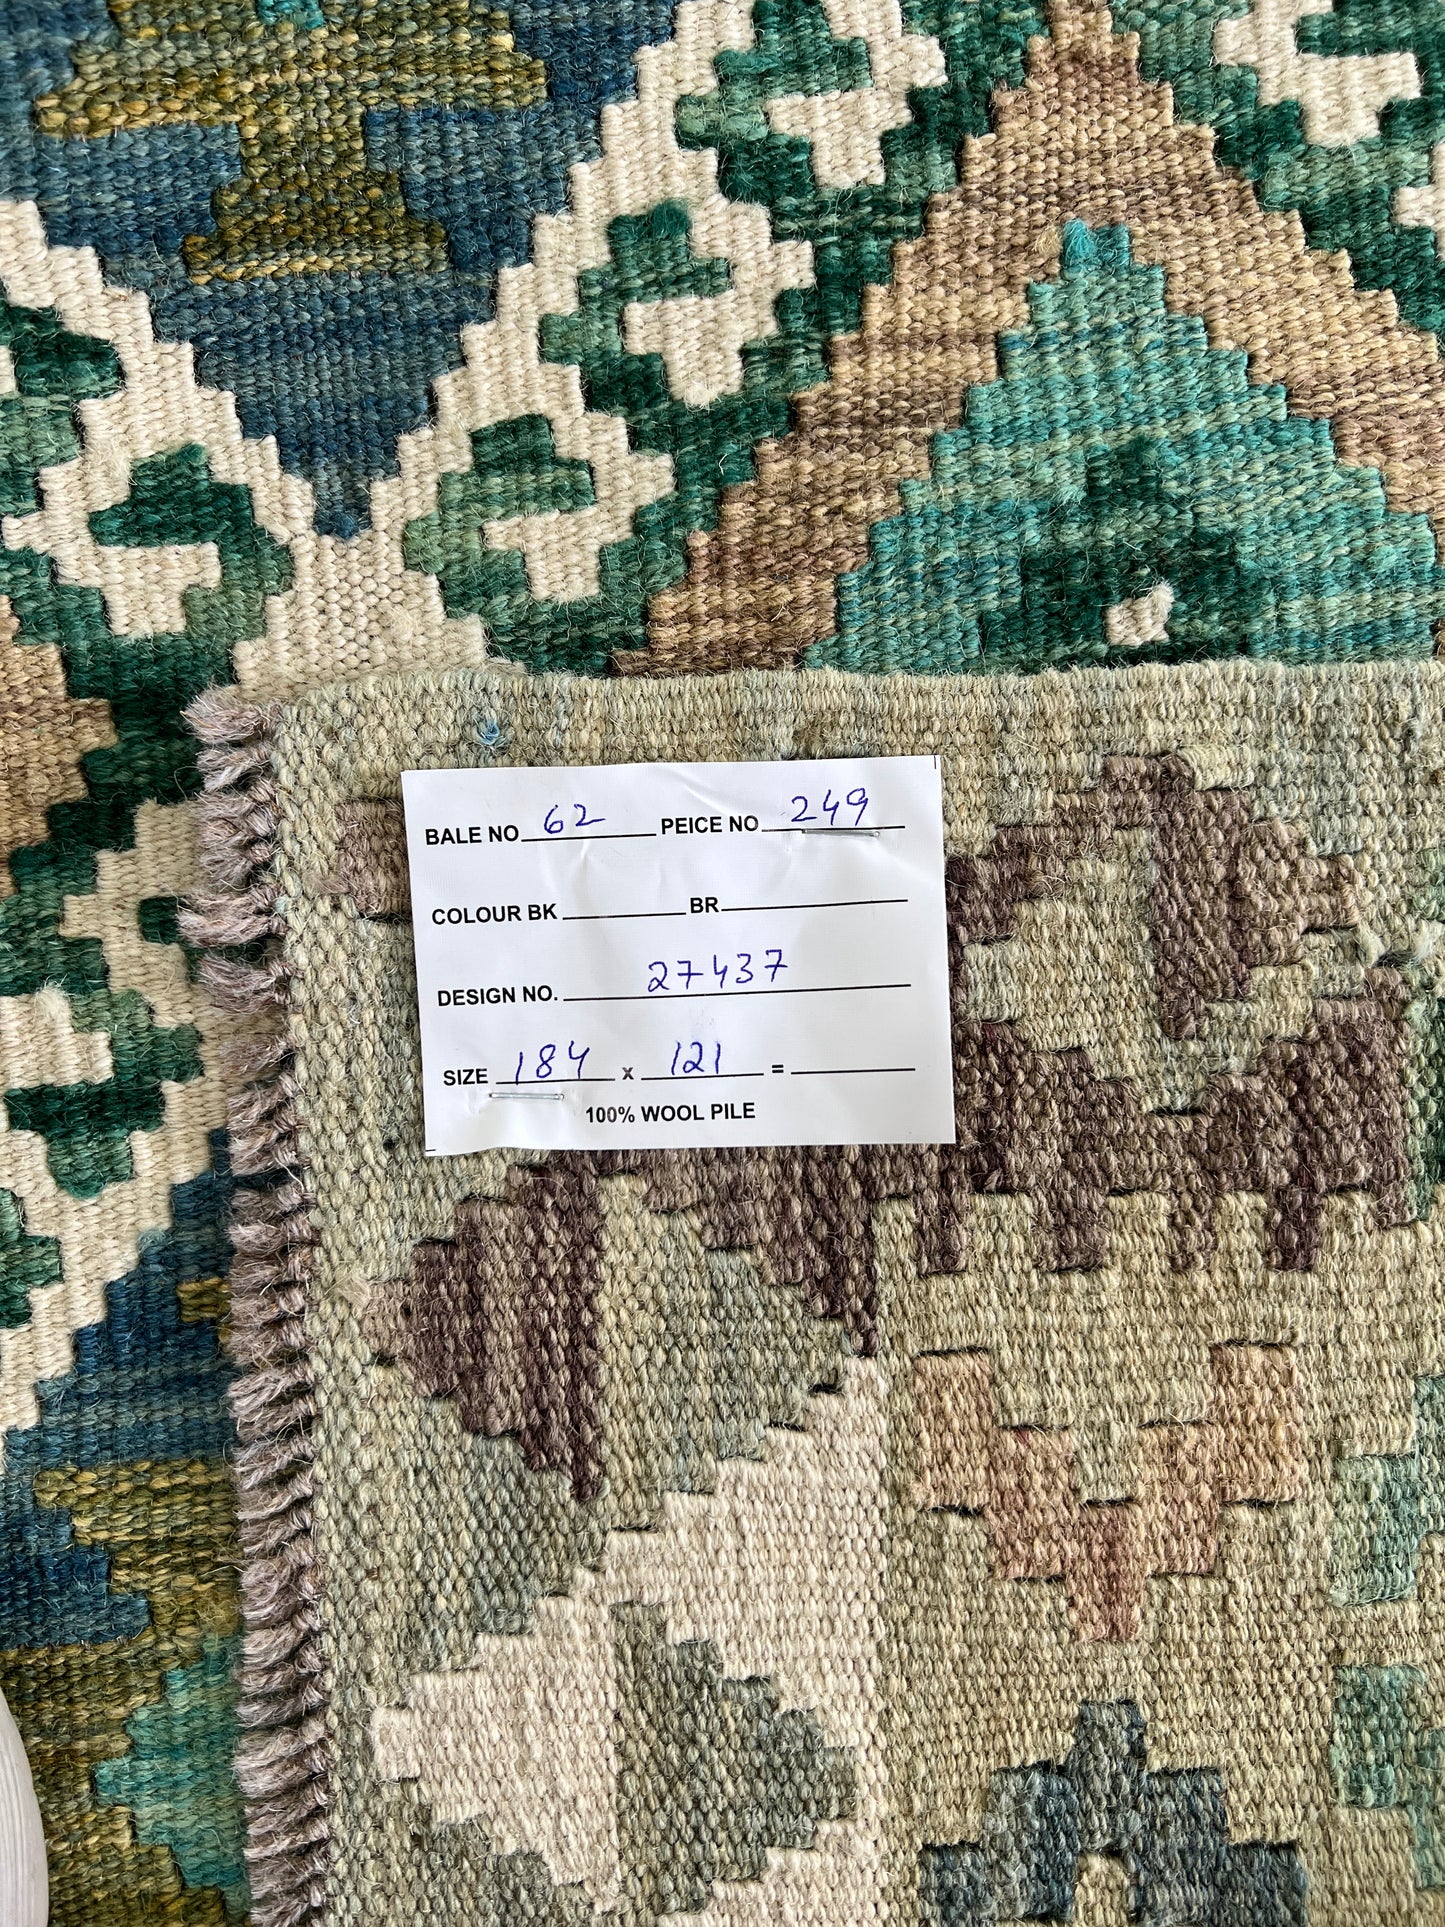 BALE NO 62 PEICE NO 249
COLOUR BK BR
DESIGN NO. 27437
SIZE 184 x 121 =
100% WOOL PILE